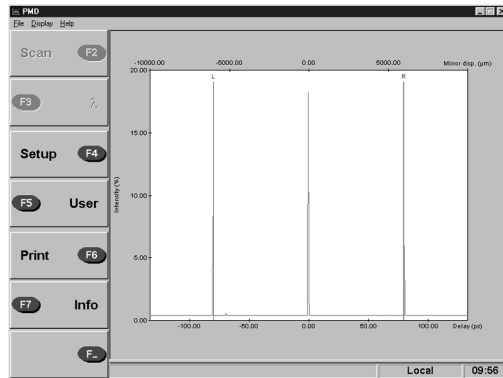 PMD
File Display Help
Scan F2
F3 λ
Setup F4
F5 User
Print F6
F7 Info
F_
-10000.00 -5000.00 0.00 5000.00 Mirror disp. (μm)
20.00
L R
15.00
Intensity (%)
10.00
5.00
0.00
-100.00 -50.00 0.00 50.00 100.00 Delay (ps)
Local 09:56